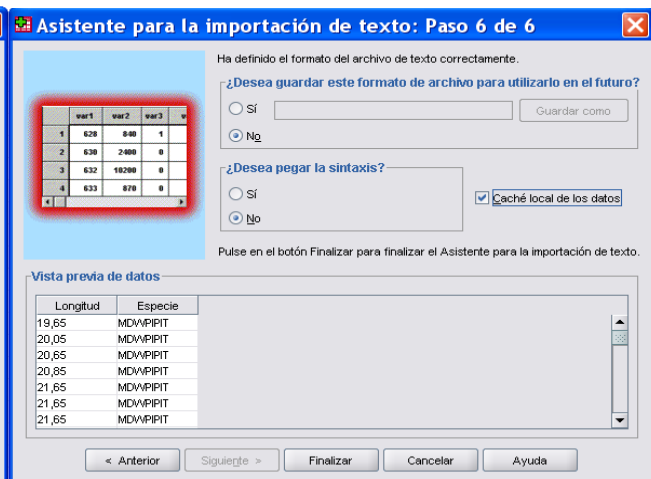 Asistente para la importación de texto: Paso 6 de 6
Ha definido el formato del archivo de texto correctamente.
¿Desea guardar este formato de archivo para utilizarlo en el futuro?
Sí
Guardar como
No
var1 var2 var3
1 628 840 1
2 630 2400 0
3 632 10200 0
4 633 870 0
¿Desea pegar la sintaxis?
Sí
No
Caché local de los datos
Pulse en el botón Finalizar para finalizar el Asistente para la importación de texto.
Vista previa de datos
Longitud Especie
19,65 MDWPIPIT
20,05 MDWPIPIT
20,65 MDWPIPIT
20,85 MDWPIPIT
21,65 MDWPIPIT
21,65 MDWPIPIT
21,65 MDWPIPIT
< Anterior Siguiente > Finalizar Cancelar Ayuda